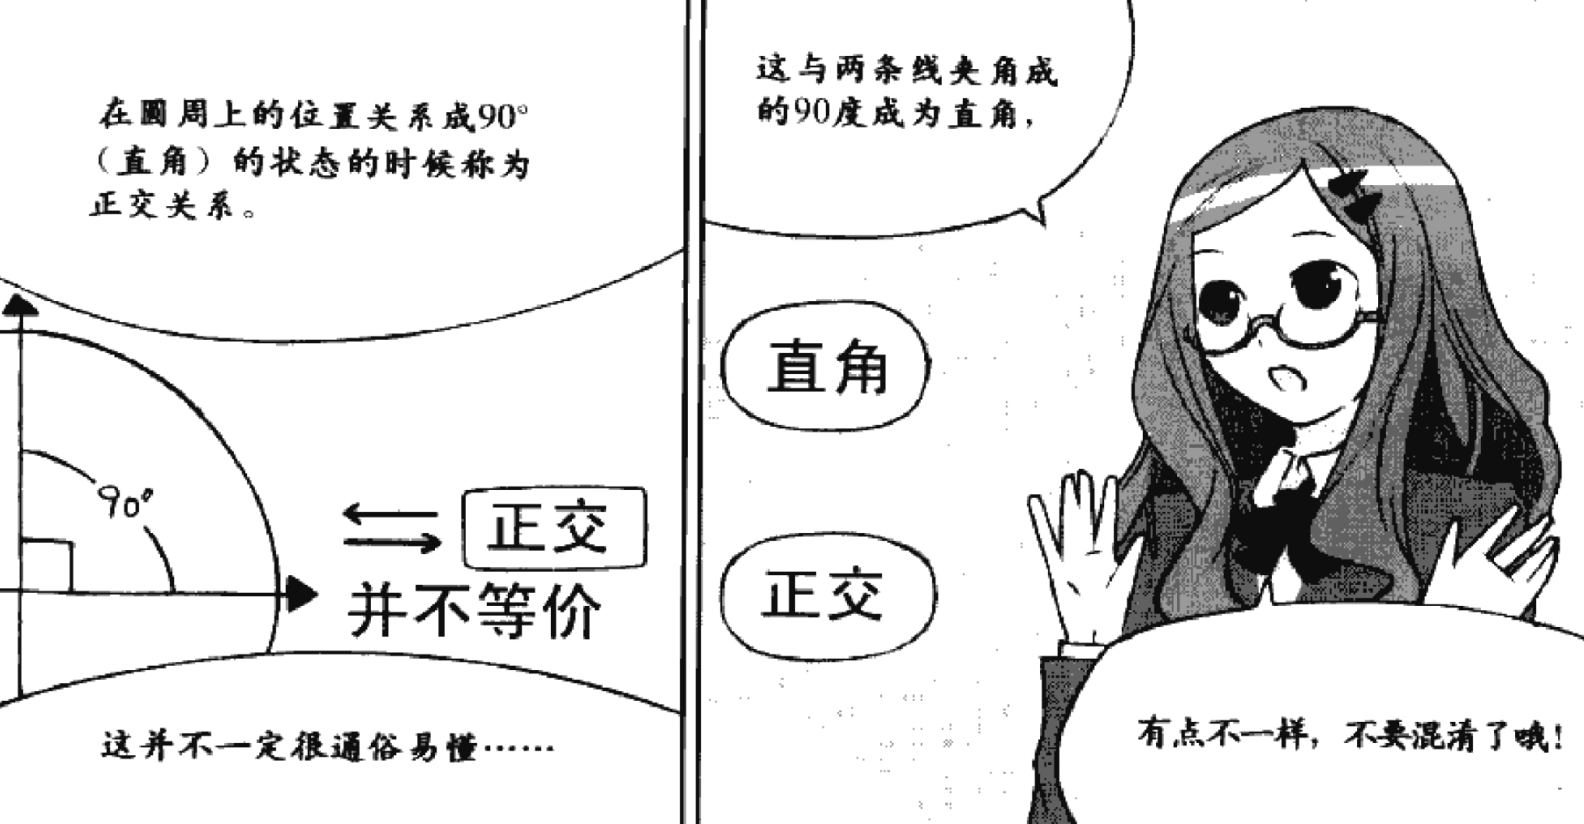 在圆周上的位置关系成90°
（直角）的状态的时候称为
正交关系。
90°
正交
并不等价
这并不一定很通俗易懂……
这与两条线夹角成
的90度成为直角，
直角
正交
有点不一样，不要混淆了哦！